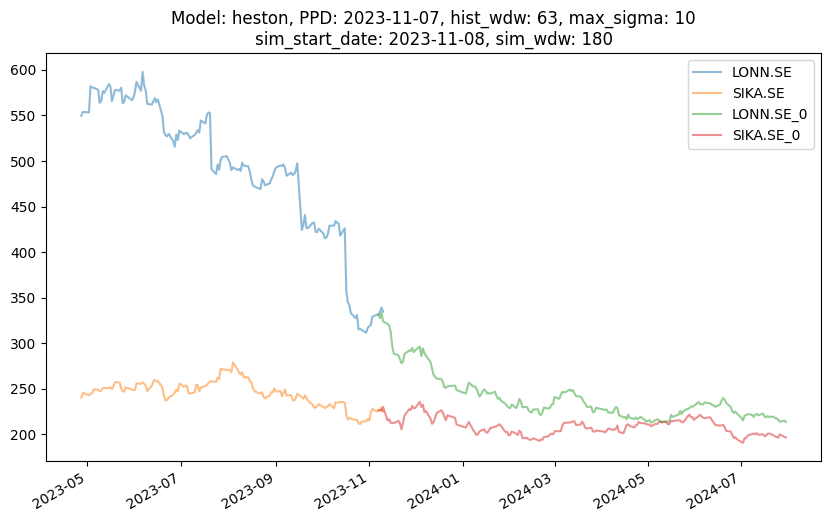 Model: heston, PPD: 2023-11-07, hist_wdw: 63, max_sigma: 10
sim_start_date: 2023-11-08, sim_wdw: 180
LONN.SE
SIKA.SE
LONN.SE_0
SIKA.SE_0
600
550
500
450
400
350
300
250
200
2023-05
2023-07
2023-09
2023-11
2024-01
2024-03
2024-05
2024-07